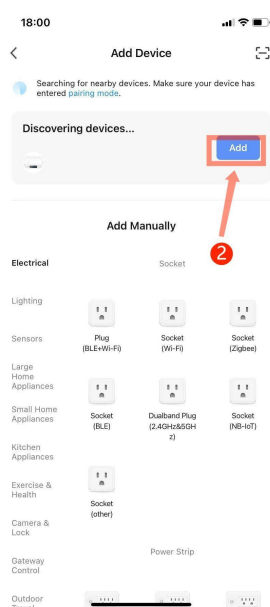 18:00
Add Device
Searching for nearby devices. Make sure your device has
entered pairing mode.
Discovering devices...
Add
2
Add Manually
Electrical
Socket
Lighting
Plug
(BLE+Wi-Fi)
Socket
(Wi-Fi)
Socket
(Zigbee)
Sensors
Large
Home
Appliances
Small Home
Appliances
Socket
(BLE)
Dualband Plug
(2.4GHz&5GH
z)
Socket
(NB-IoT)
Kitchen
Appliances
Exercise &
Health
Socket
(other)
Camera &
Lock
Gateway
Control
Power Strip
Outdoor